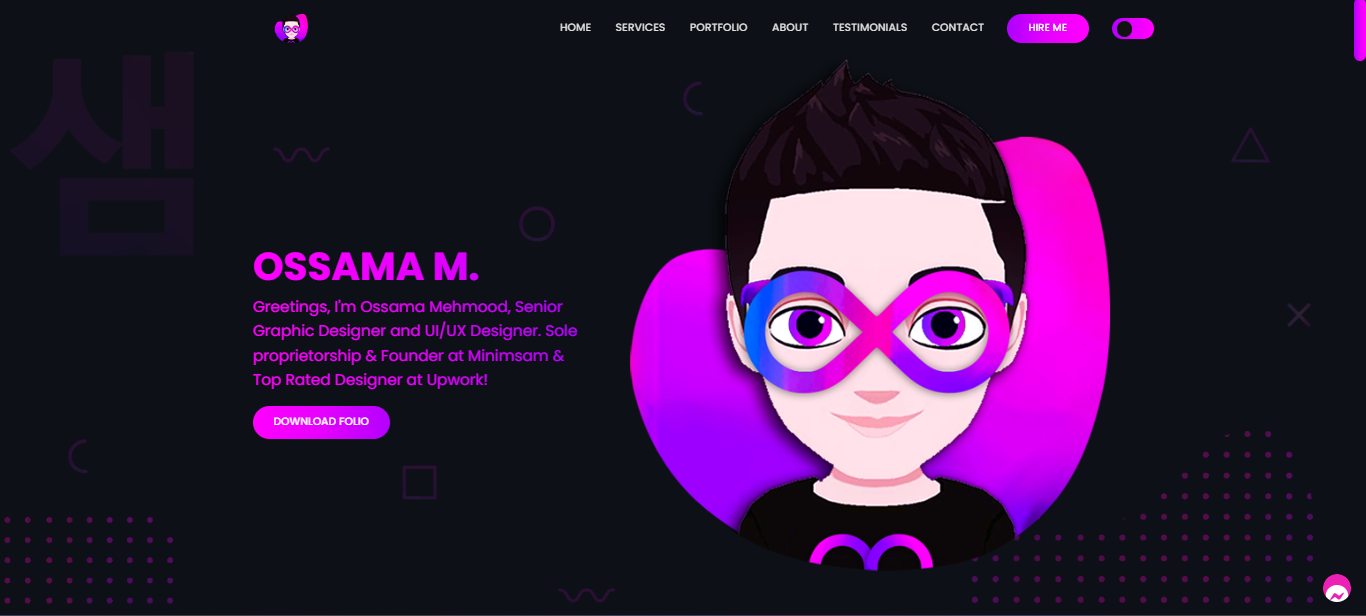 HOME SERVICES PORTFOLIO ABOUT TESTIMONIALS CONTACT HIRE ME
샘
OSSAMA M.
Greetings, I'm Ossama Mehmood, Senior
Graphic Designer and UI/UX Designer. Sole
proprietorship & Founder at Minimsam &
Top Rated Designer at Upwork!
DOWNLOAD FOLIO